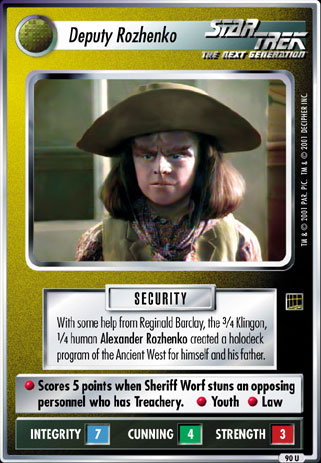 Deputy Rozhenko
STAR TREK
THE NEXT GENERATION
TM & © 2001 PAR. PIC. TM & © 2001 DECIPHER INC.
SECURITY
With some help from Reginald Barclay, the ¾ Klingon,
¼ human Alexander Rozhenko created a holodeck
program of the Ancient West for himself and his father.
Scores 5 points when Sheriff Worf stuns an opposing
personnel who has Treachery. • Youth • Law
INTEGRITY 7 CUNNING 4 STRENGTH 3
90 U